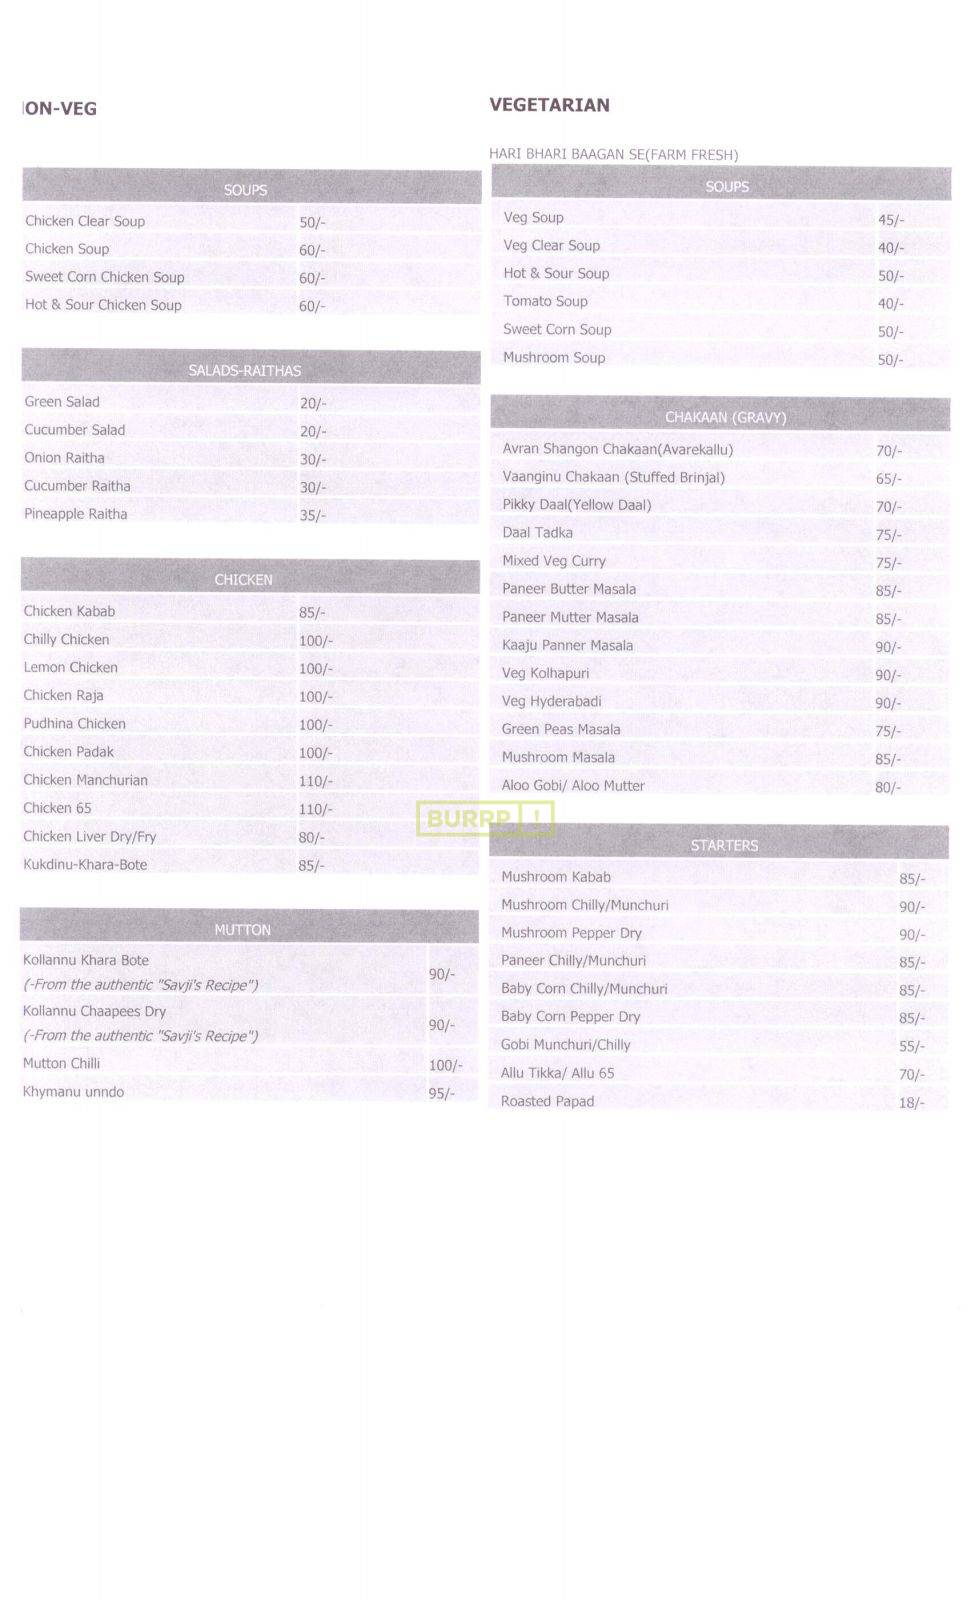 ON-VEG
SOUPS
Chicken Clear Soup 50/-
Chicken Soup 60/-
Sweet Corn Chicken Soup 60/-
Hot & Sour Chicken Soup 60/-
SALADS-RAITHAS
Green Salad 20/-
Cucumber Salad 20/-
Onion Raitha 30/-
Cucumber Raitha 30/-
Pineapple Raitha 35/-
CHICKEN
Chicken Kabab 85/-
Chilly Chicken 100/-
Lemon Chicken 100/-
Chicken Raja 100/-
Pudhina Chicken 100/-
Chicken Padak 100/-
Chicken Manchurian 110/-
Chicken 65 110/-
Chicken Liver Dry/Fry 80/-
Kukdinu-Khara-Bote 85/-
MUTTON
Kollannu Khara Bote 90/-
(-From the authentic "Savji's Recipe")
Kollannu Chaapees Dry 90/-
(-From the authentic "Savji's Recipe")
Mutton Chilli 100/-
Khymanu unndo 95/-
VEGETARIAN
HARI BHARI BAAGAN SE(FARM FRESH)
SOUPS
Veg Soup 45/-
Veg Clear Soup 40/-
Hot & Sour Soup 50/-
Tomato Soup 40/-
Sweet Corn Soup 50/-
Mushroom Soup 50/-
CHAKAAN (GRAVY)
Avran Shangon Chakaan(Avarekallu) 70/-
Vaanginu Chakaan (Stuffed Brinjal) 65/-
Pikky Daal(Yellow Daal) 70/-
Daal Tadka 75/-
Mixed Veg Curry 75/-
Paneer Butter Masala 85/-
Paneer Mutter Masala 85/-
Kaaju Panner Masala 90/-
Veg Kolhapuri 90/-
Veg Hyderabadi 90/-
Green Peas Masala 75/-
Mushroom Masala 85/-
Aloo Gobi/ Aloo Mutter 80/-
STARTERS
Mushroom Kabab 85/-
Mushroom Chilly/Munchuri 90/-
Mushroom Pepper Dry 90/-
Paneer Chilly/Munchuri 85/-
Baby Corn Chilly/Munchuri 85/-
Baby Corn Pepper Dry 85/-
Gobi Munchuri/Chilly 55/-
Allu Tikka/ Allu 65 70/-
Roasted Papad 18/-
BURRP!